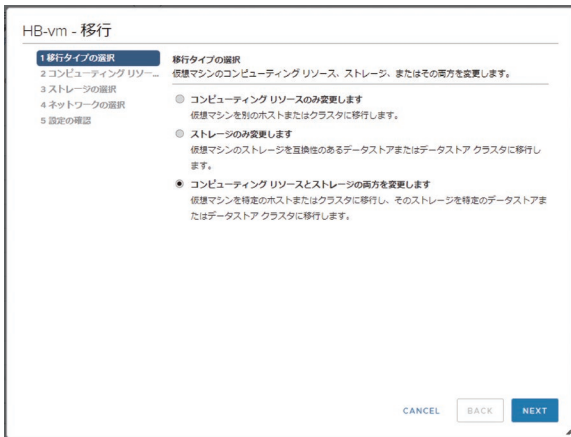 HB-vm - 移行
1 移行タイプの選択
2 コンピューティング リソー...
3 ストレージの選択
4 ネットワークの選択
5 設定の確認
移行タイプの選択
仮想マシンのコンピューティング リソース、ストレージ、またはその両方を変更します。
コンピューティング リソースのみ変更します
仮想マシンを別のホストまたはクラスタに移行します。
ストレージのみ変更します
仮想マシンのストレージを互換性のあるデータストアまたはデータストア クラスタに移行し
ます。
コンピューティング リソースとストレージの両方を変更します
仮想マシンを特定のホストまたはクラスタに移行し、そのストレージを特定のデータストアま
たはデータストア クラスタに移行します。
CANCEL BACK NEXT